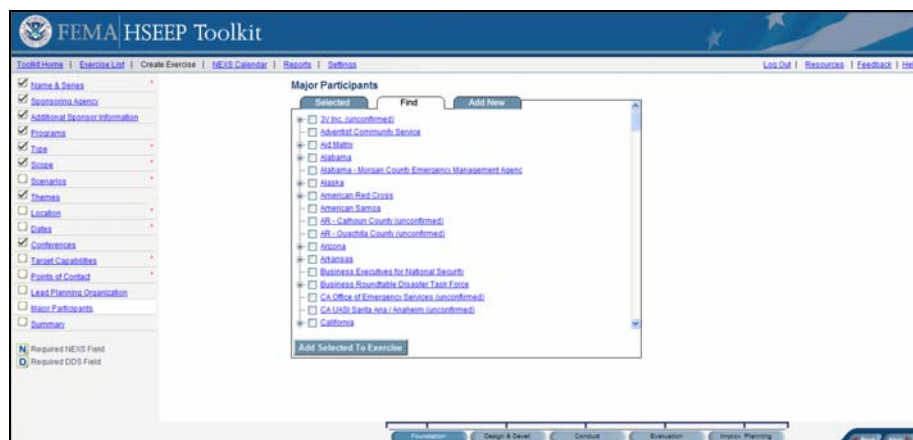 FEMA HSEEP Toolkit
Toolkit Home | Exercise List | Create Exercise | NEXS Calendar | Reports | Settings
Log Out | Resources | Feedback |
Name & Series *
Sponsoring Agency
Additional Sponsor Information
Programs
Type *
Scope *
Scenarios *
Themes
Location *
Dates *
Conferences
Target Capabilities *
Points of Contact *
Lead Planning Organization
Major Participants
Summary
N Required NEXS Field
D Required DDS Field
Major Participants
Selected Find Add New
3V Inc. (unconfirmed)
Adventist Community Service
Aid Matrix
Alabama
Alabama - Morgan County Emergency Management Agenc
Alaska
American Red Cross
American Samoa
AR - Calhoun County (unconfirmed)
AR - Ouachita County (unconfirmed)
Arizona
Arkansas
Business Executives for National Security
Business Roundtable Disaster Task Force
CA Office of Emergency Services (unconfirmed)
CA UASI Santa Ana / Anaheim (unconfirmed)
California
Add Selected To Exercise
Foundation Design & Devel. Conduct Evaluation Improv. Planning